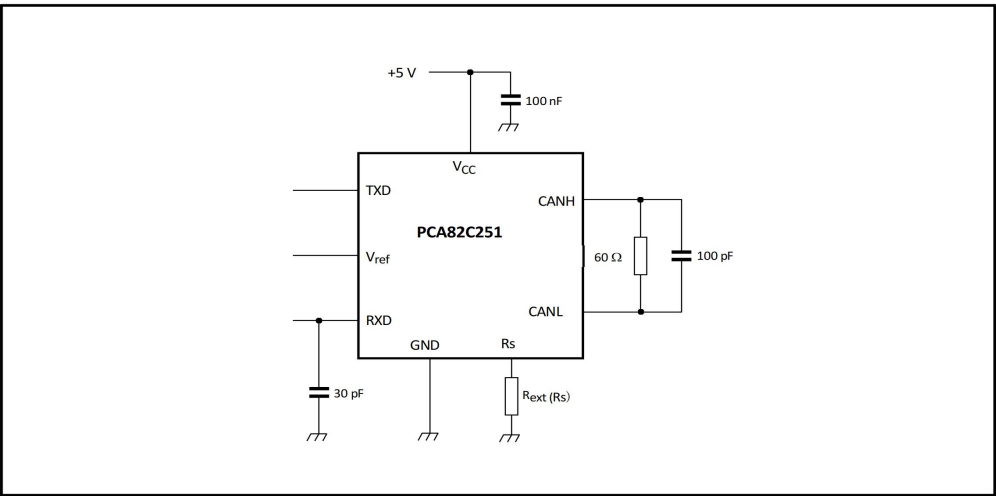 +5 V
100 nF
VCC
TXD
CANH
PCA82C251
Vref
60 Ω
100 pF
CANL
RXD
GND
Rs
30 pF
Rext (Rs)